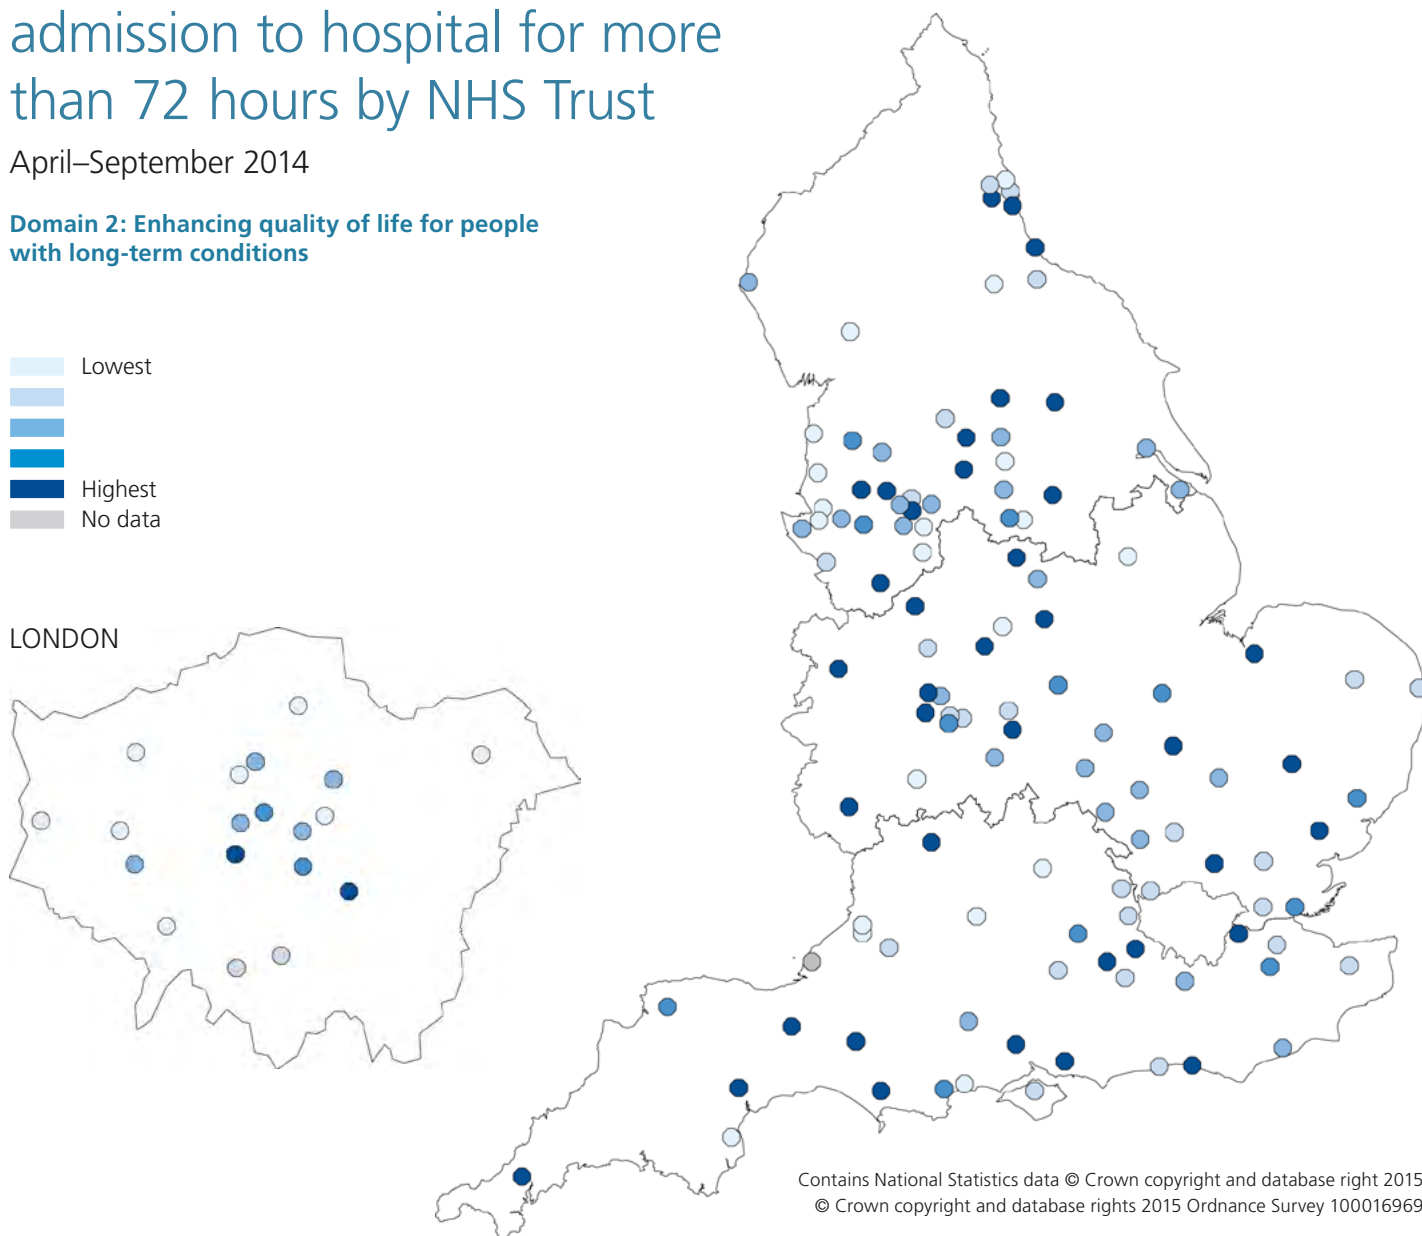 admission to hospital for more
than 72 hours by NHS Trust
April–September 2014
Domain 2: Enhancing quality of life for people
with long-term conditions
Lowest
Highest
No data
LONDON
Contains National Statistics data © Crown copyright and database right 2015
© Crown copyright and database rights 2015 Ordnance Survey 100016969